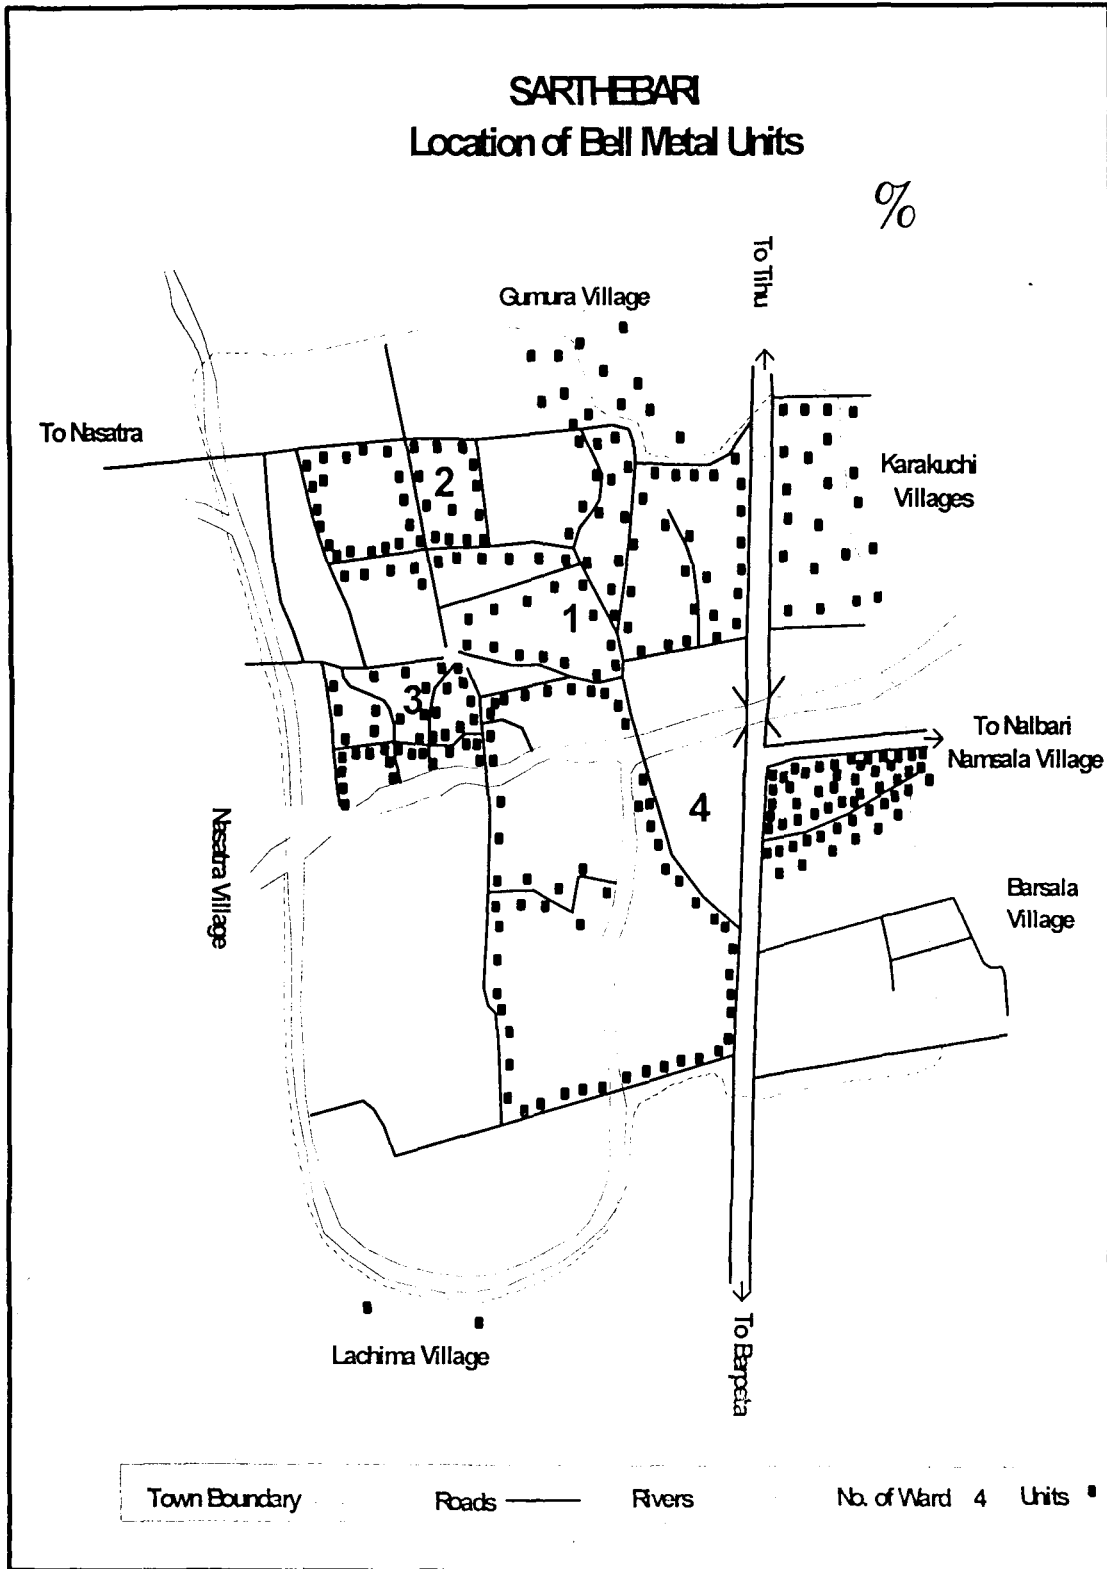 SARTHEBARI
Location of Bell Metal Units
%
To Tihu
Gumura Village
To Nasatra
Karakuchi
Villages
2
1
3
To Nalbari
Namsala Village
4
Nasatra Village
Barsala
Village
Lachima Village
To Barpeta
Town Boundary Roads Rivers No. of Ward 4 Units